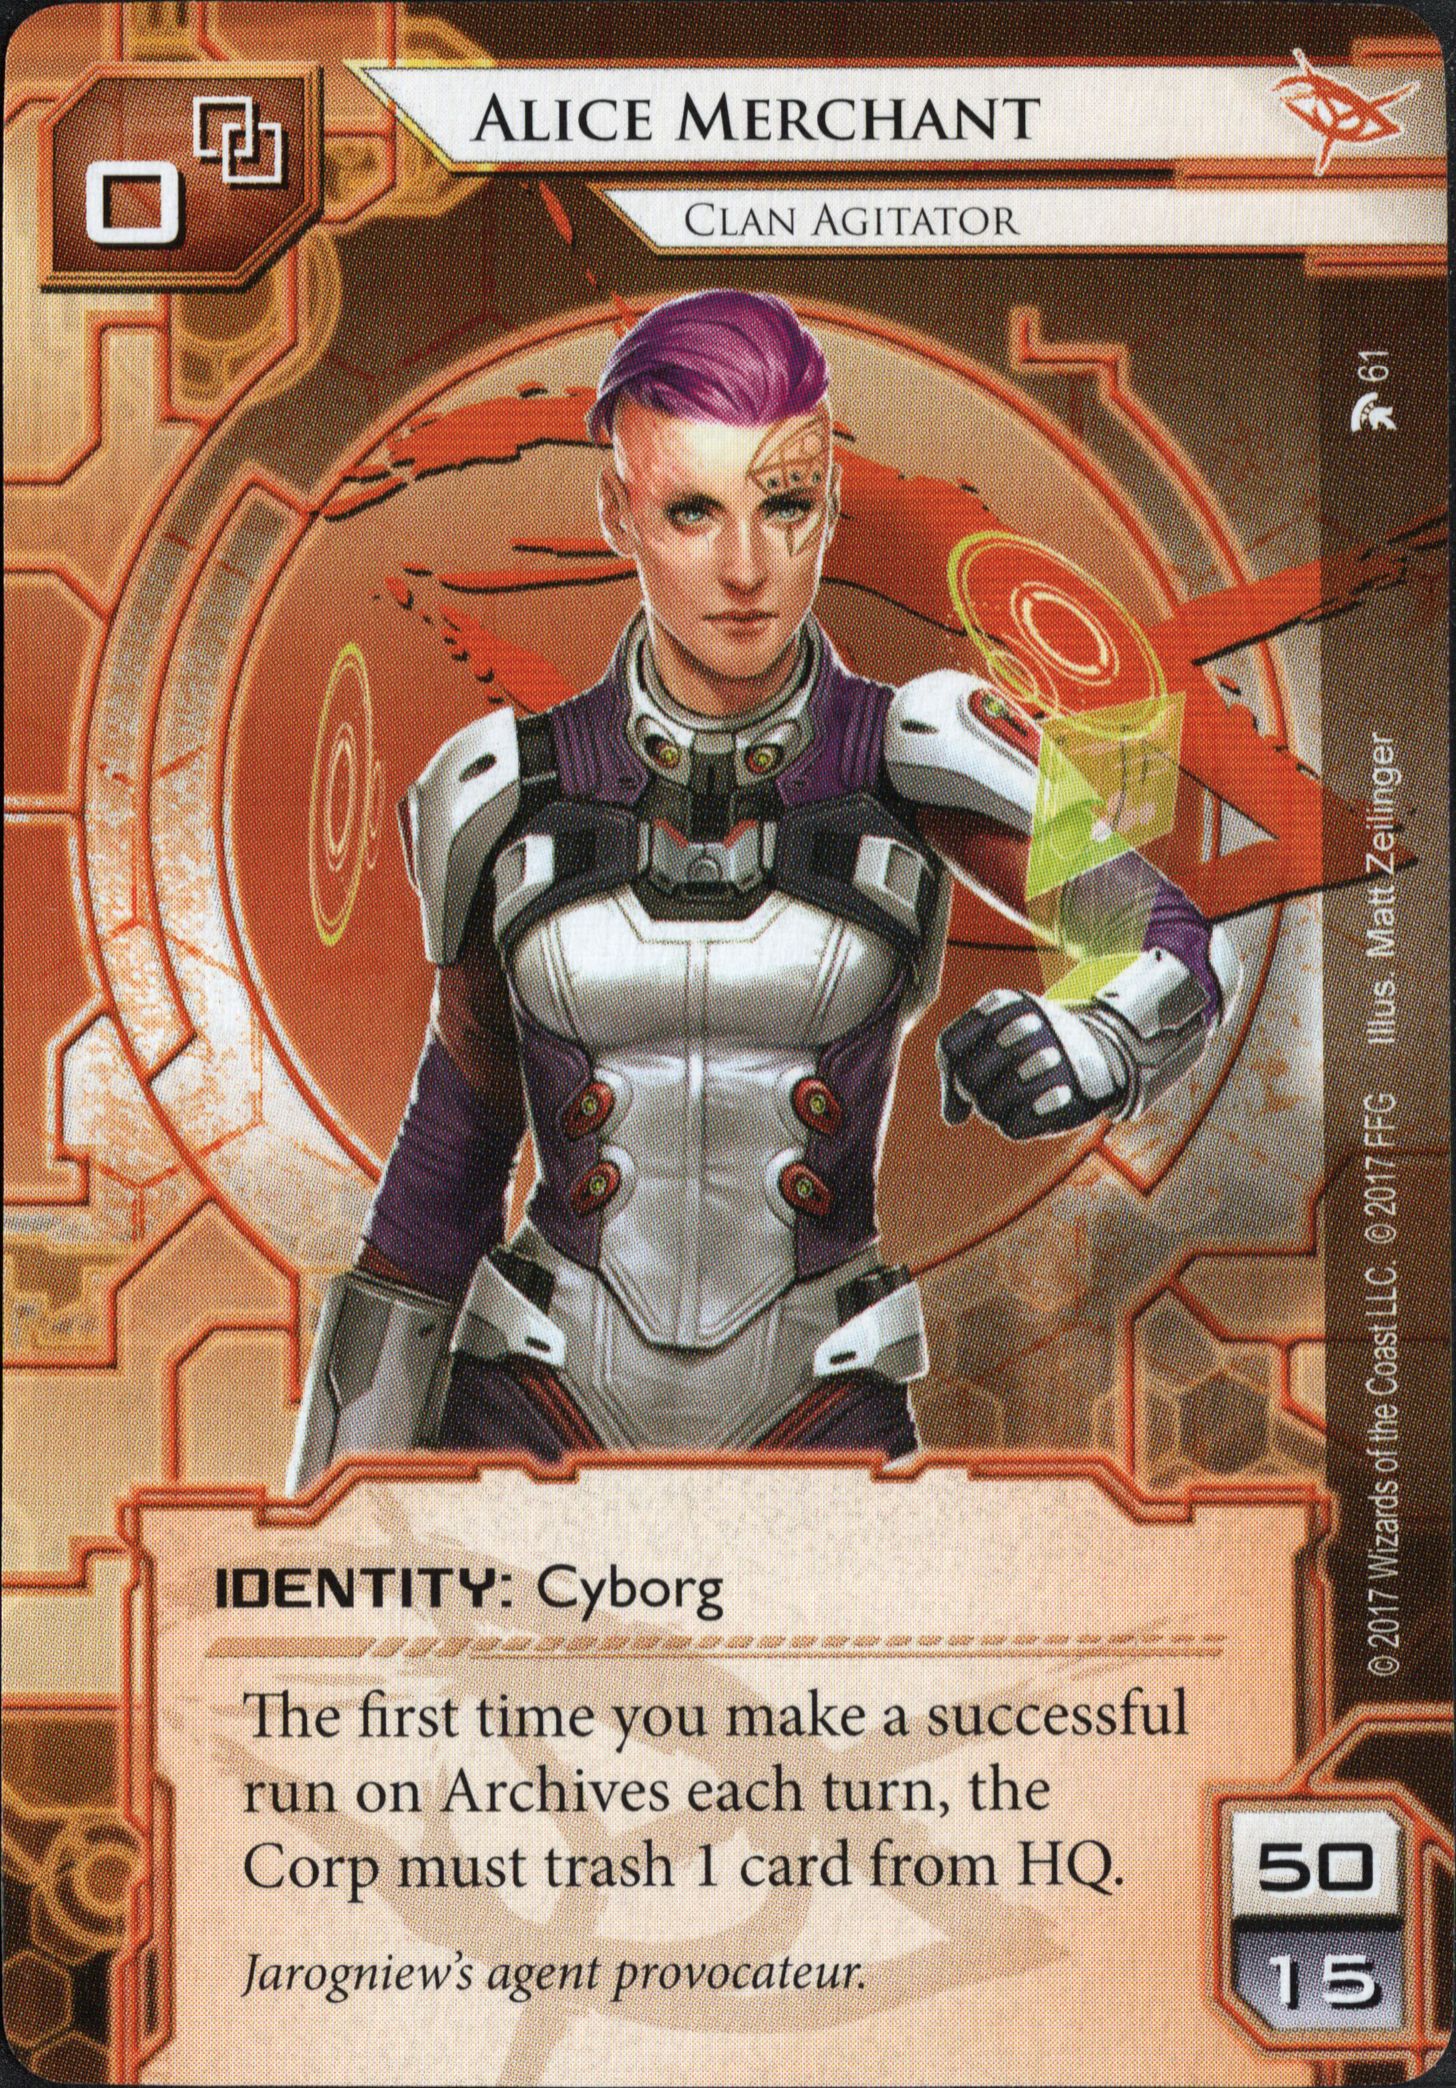 0
ALICE MERCHANT
CLAN AGITATOR
61
Illus. Matt Zeilinger
© 2017 Wizards of the Coast LLC. © 2017 FFG
IDENTITY: Cyborg
The first time you make a successful
run on Archives each turn, the
Corp must trash 1 card from HQ.
Jarogniew's agent provocateur.
50
15